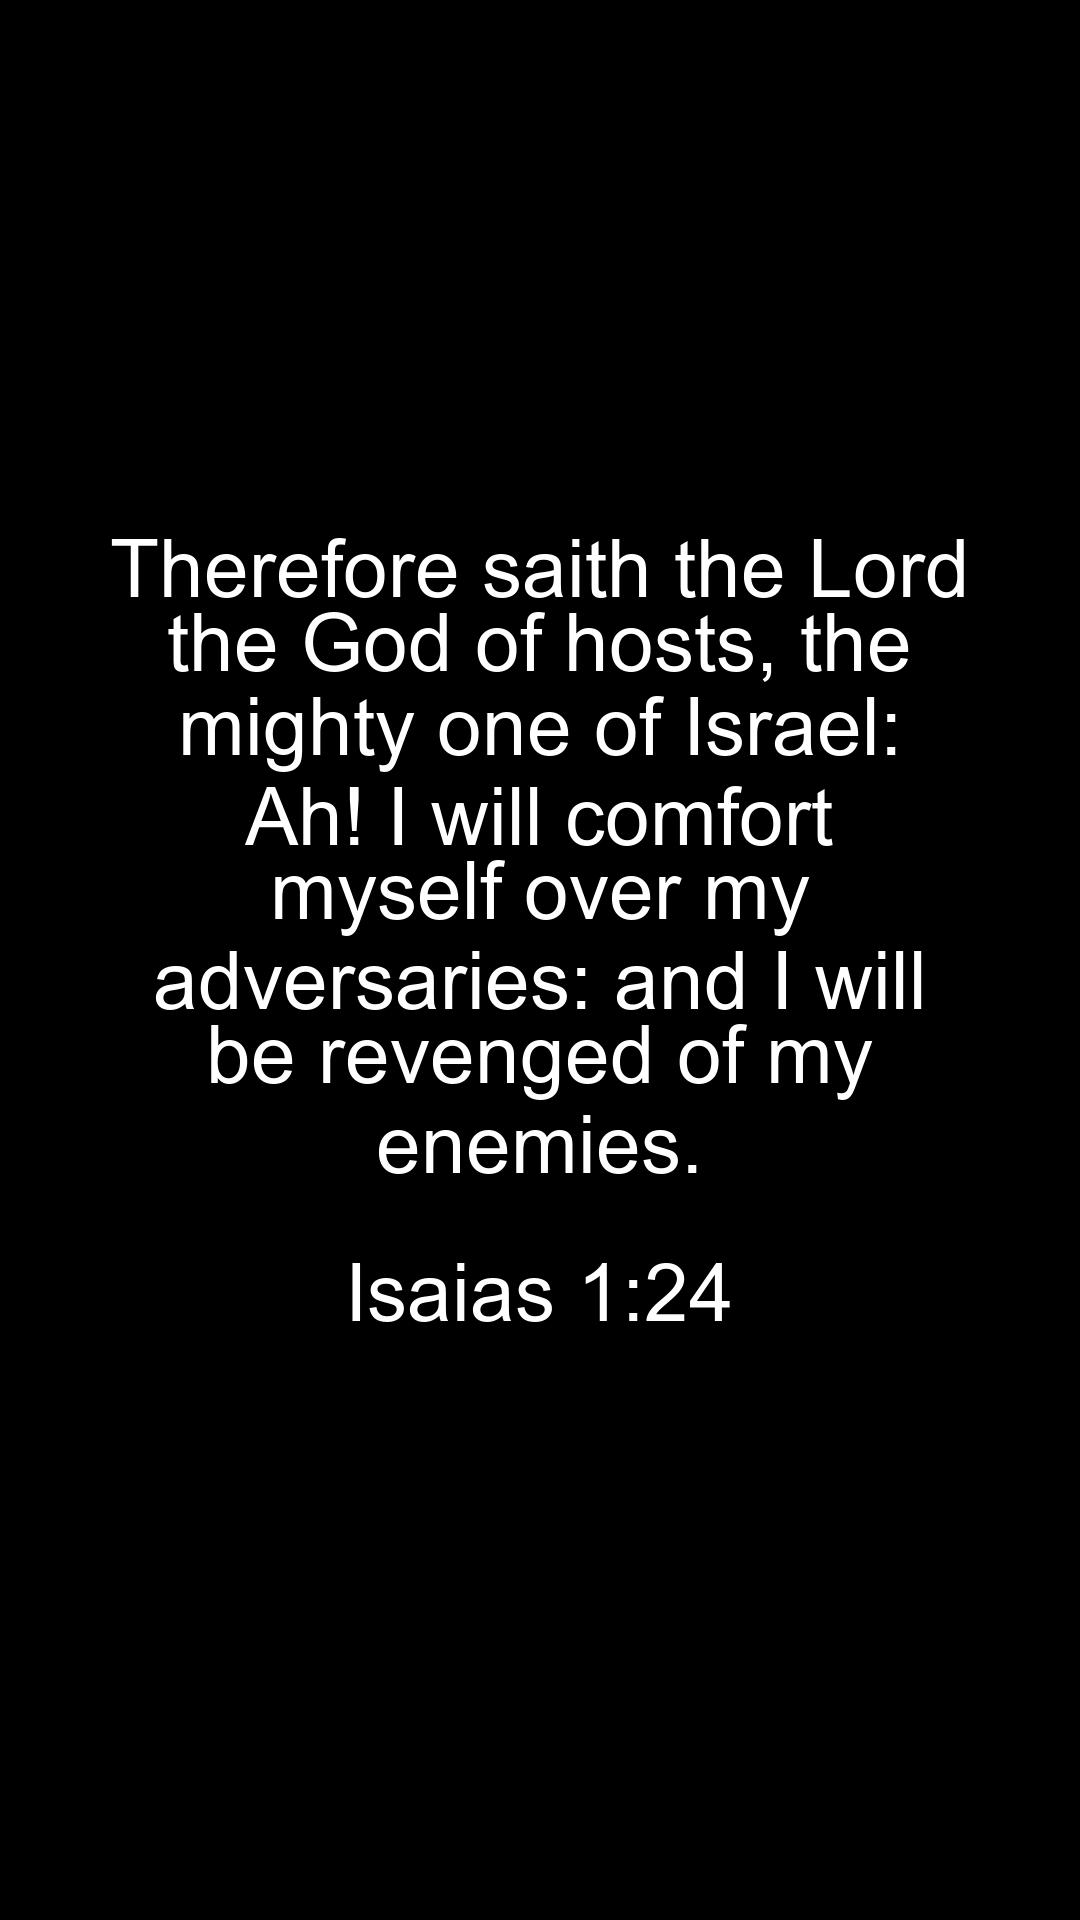 Therefore saith the Lord
the God of hosts, the
mighty one of Israel:
Ah! I will comfort
myself over my
adversaries: and I will
be revenged of my
enemies.
Isaias 1:24